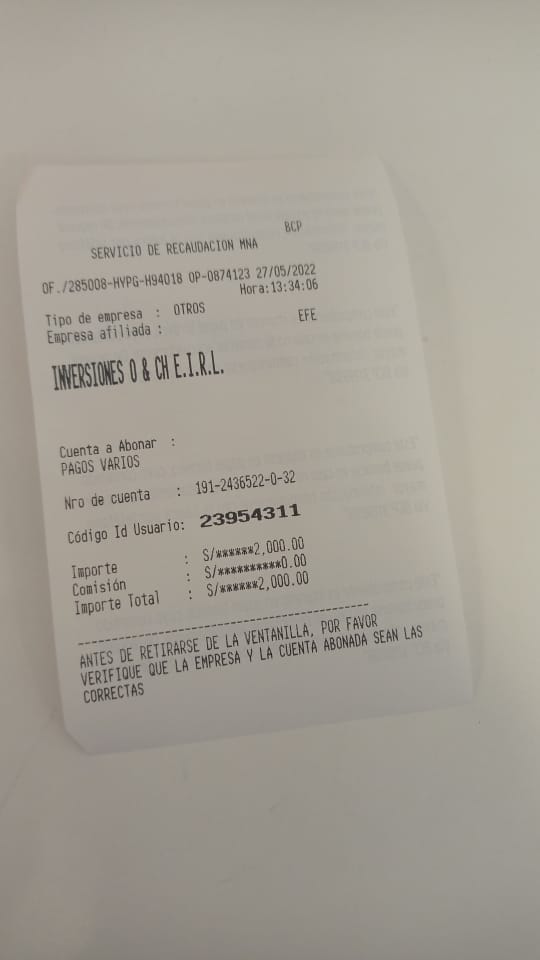 BCP
SERVICIO DE RECAUDACION MNA
OF./285008-HYPG-H94018 OP-0874123 27/05/2022
Hora:13:34:06
Tipo de empresa : OTROS
Empresa afiliada : EFE
INVERSIONES O & CH E.I.R.L.
Cuenta a Abonar :
PAGOS VARIOS
Nro de cuenta : 191-2436522-0-32
Código Id Usuario: 23954311
Importe : S/******2,000.00
Comisión : S/**********0.00
Importe Total : S/******2,000.00
------------------------------------------
ANTES DE RETIRARSE DE LA VENTANILLA, POR FAVOR
VERIFIQUE QUE LA EMPRESA Y LA CUENTA ABONADA SEAN LAS
CORRECTAS